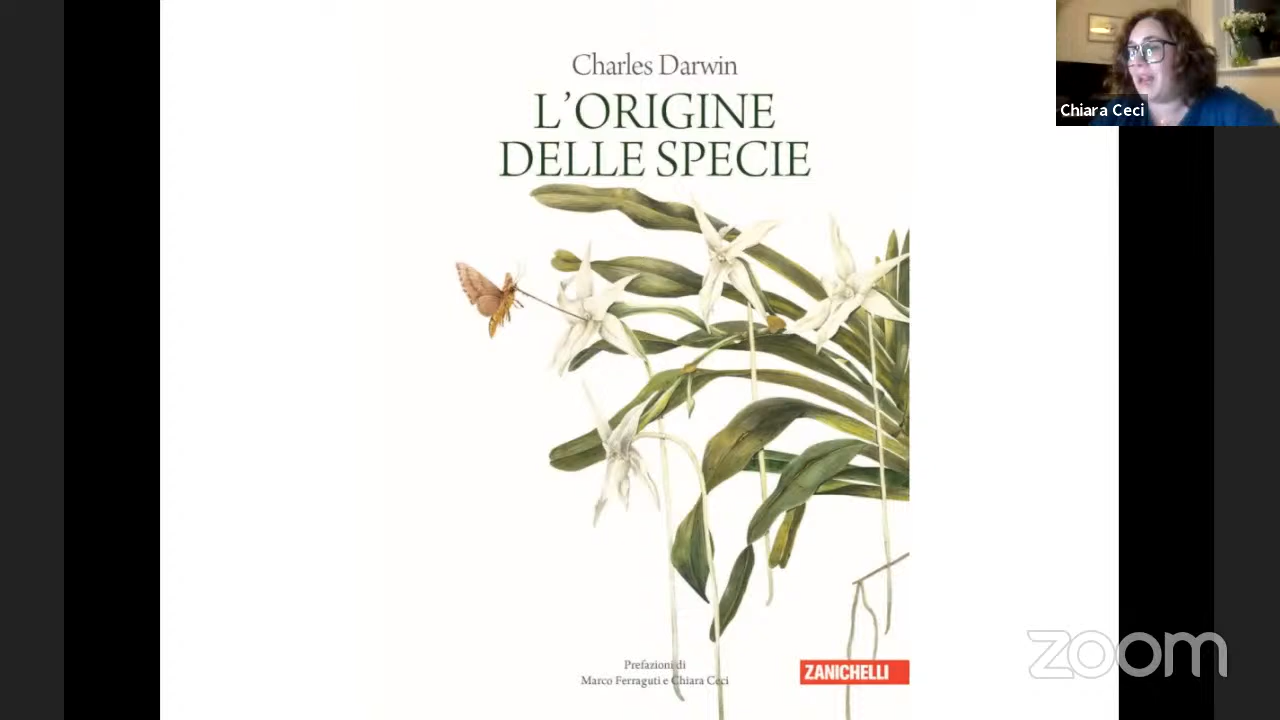 Charles Darwin
L'ORIGINE
DELLE SPECIE
Prefazioni di
Marco Ferraguti e Chiara Ceci
ZANICHELLI
Chiara Ceci
zoom